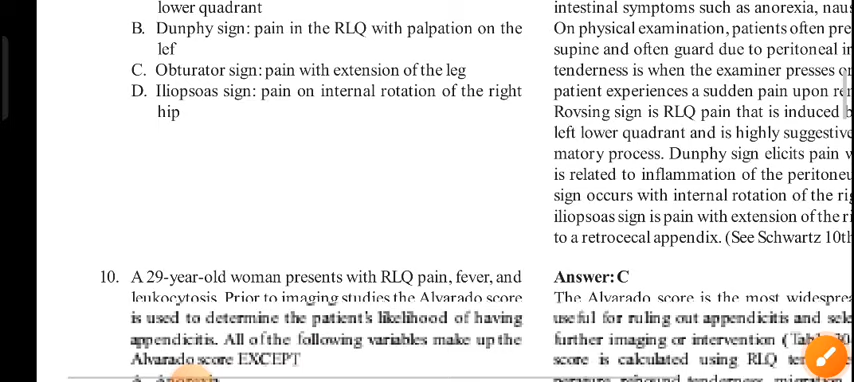 lower quadrant
B. Dunphy sign: pain in the RLQ with palpation on the
lef
C. Obturator sign: pain with extension of the leg
D. Iliopsoas sign: pain on internal rotation of the right
hip
10. A 29-year-old woman presents with RLQ pain, fever, and
leukocytosis. Prior to imaging studies the Alvarado score
is used to determine the patient's likelihood of having
appendicitis. All of the following variables make up the
Alvarado score EXCEPT
A. Anorexia
intestinal symptoms such as anorexia, nau
On physical examination, patients often pre
supine and often guard due to peritoneal ir
tenderness is when the examiner presses
patient experiences a sudden pain upon
Rovsing sign is RLQ pain that is induced
left lower quadrant and is highly suggestive
matory process. Dunphy sign elicits pain
is related to inflammation of the peritoneu
sign occurs with internal rotation of the rig
iliopsoas sign is pain with extension of the ri
to a retrocecal appendix. (See Schwartz 10th
Answer: C
The Alvarado score is the most widespre
useful for ruling out appendicitis and sele
further imaging or intervention
score is calculated using RLQ
rebound tenderness, migration